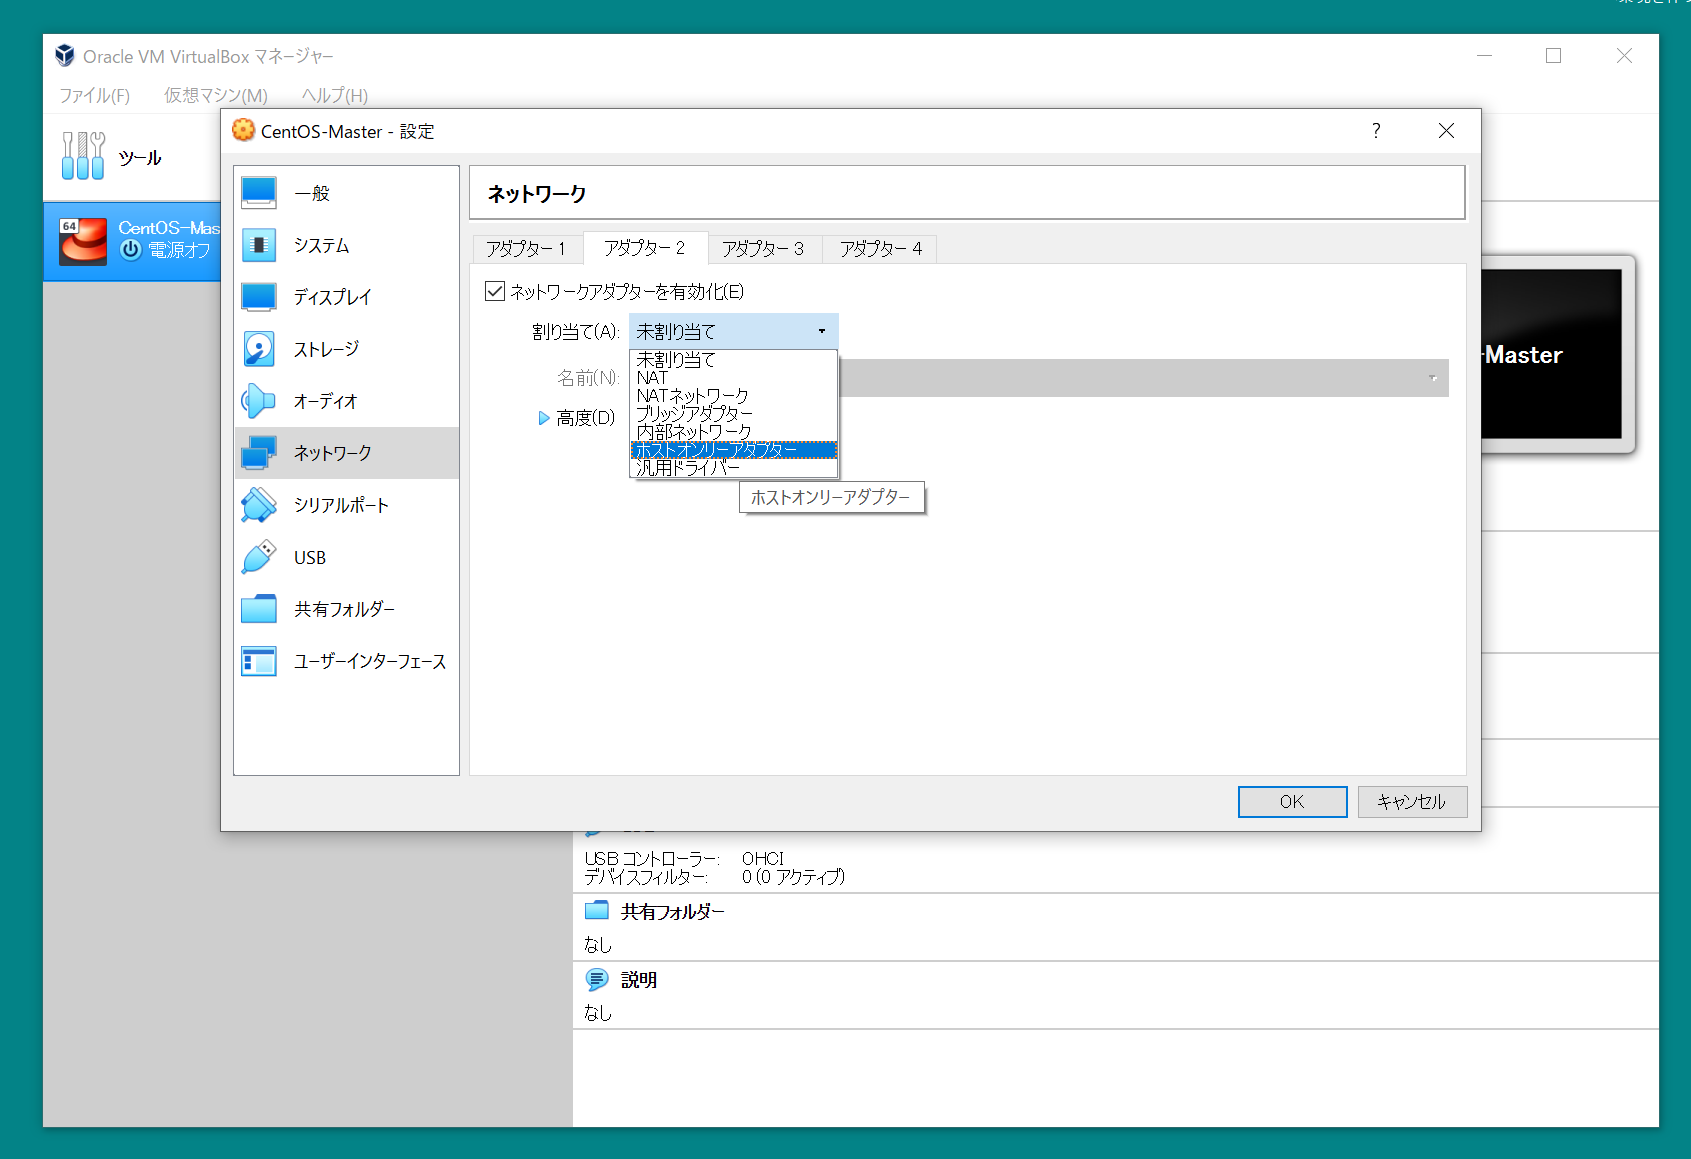 Oracle VM VirtualBox マネージャー
ファイル(F) 仮想マシン(M) ヘルプ(H)
ツール
64
CentOS-Mas
電源オフ
CentOS-Master - 設定
?
一般
システム
ディスプレイ
ストレージ
オーディオ
ネットワーク
シリアルポート
USB
共有フォルダー
ユーザーインターフェース
ネットワーク
アダプター 1 アダプター 2 アダプター 3 アダプター 4
ネットワークアダプターを有効化(E)
割り当て(A): 未割り当て
未割り当て
NAT
NATネットワーク
ブリッジアダプター
内部ネットワーク
ホストオンリーアダプター
汎用ドライバー
名前(N):
高度(D)
ホストオンリーアダプター
OK キャンセル
-Master
USB コントローラー: OHCI
デバイスフィルター: 0 (0 アクティブ)
共有フォルダー
なし
説明
なし